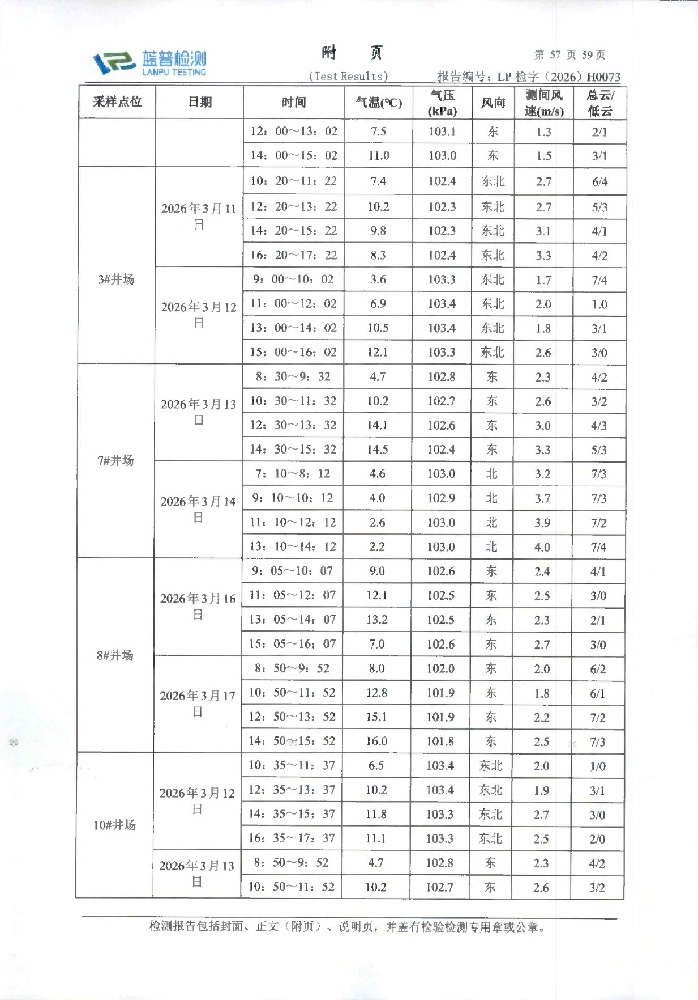 蓝普检测
LANPU TESTING
附 页
(Test Results)
第 57 页 59 页
报告编号：LP 检字（2026）H0073
采样点位 日期 时间 气温(℃) 气压(kPa) 风向 测间风速(m/s) 总云/低云
12：00～13：02 7.5 103.1 东 1.3 2/1
14：00～15：02 11.0 103.0 东 1.5 3/1
3#井场 2026年3月11日 10：20～11：22 7.4 102.4 东北 2.7 6/4
12：20～13：22 10.2 102.3 东北 2.7 5/3
14：20～15：22 9.8 102.3 东北 3.1 4/1
16：20～17：22 8.3 102.4 东北 3.3 4/2
2026年3月12日 9：00～10：02 3.6 103.3 东北 1.7 7/4
11：00～12：02 6.9 103.4 东北 2.0 1.0
13：00～14：02 10.5 103.4 东北 1.8 3/1
15：00～16：02 12.1 103.3 东北 2.6 3/0
7#井场 2026年3月13日 8：30～9：32 4.7 102.8 东 2.3 4/2
10：30～11：32 10.2 102.7 东 2.6 3/2
12：30～13：32 14.1 102.6 东 3.0 4/3
14：30～15：32 14.5 102.4 东 3.3 5/3
2026年3月14日 7：10～8：12 4.6 103.0 北 3.2 7/3
9：10～10：12 4.0 102.9 北 3.7 7/3
11：10～12：12 2.6 103.0 北 3.9 7/2
13：10～14：12 2.2 103.0 北 4.0 7/4
8#井场 2026年3月16日 9：05～10：07 9.0 102.6 东 2.4 4/1
11：05～12：07 12.1 102.5 东 2.5 3/0
13：05～14：07 13.2 102.5 东 2.3 2/1
15：05～16：07 7.0 102.6 东 2.7 3/0
2026年3月17日 8：50～9：52 8.0 102.0 东 2.0 6/2
10：50～11：52 12.8 101.9 东 1.8 6/1
12：50～13：52 15.1 101.9 东 2.2 7/2
14：50～15：52 16.0 101.8 东 2.5 7/3
10#井场 2026年3月12日 10：35～11：37 6.5 103.4 东北 2.0 1/0
12：35～13：37 10.2 103.4 东北 1.9 3/1
14：35～15：37 11.8 103.3 东北 2.7 3/0
16：35～17：37 11.1 103.3 东北 2.5 2/0
2026年3月13日 8：50～9：52 4.7 102.8 东 2.3 4/2
10：50～11：52 10.2 102.7 东 2.6 3/2
检测报告包括封面、正文（附页）、说明页，并盖有检验检测专用章或公章。